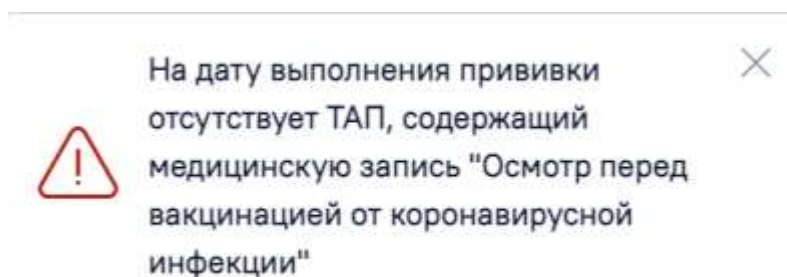 На дату выполнения прививки
отсутствует ТАП, содержащий
медицинскую запись "Осмотр перед
вакцинацией от коронавирусной
инфекции"